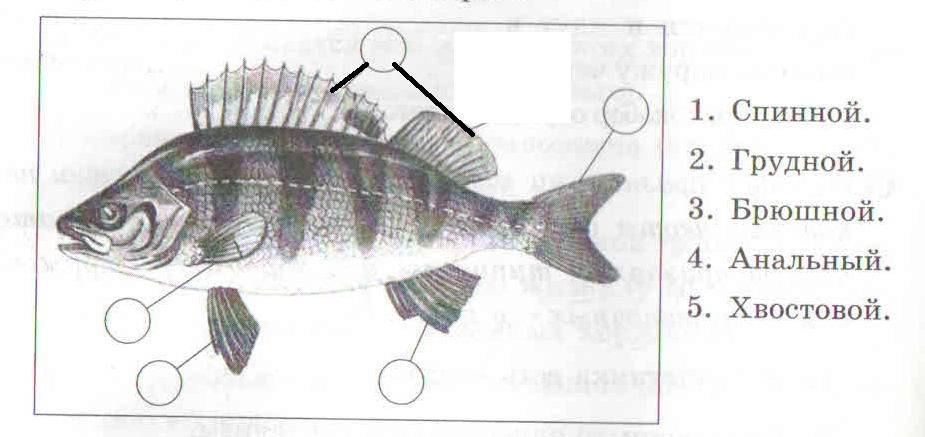 1. Спинной.
2. Грудной.
3. Брюшной.
4. Анальный.
5. Хвостовой.